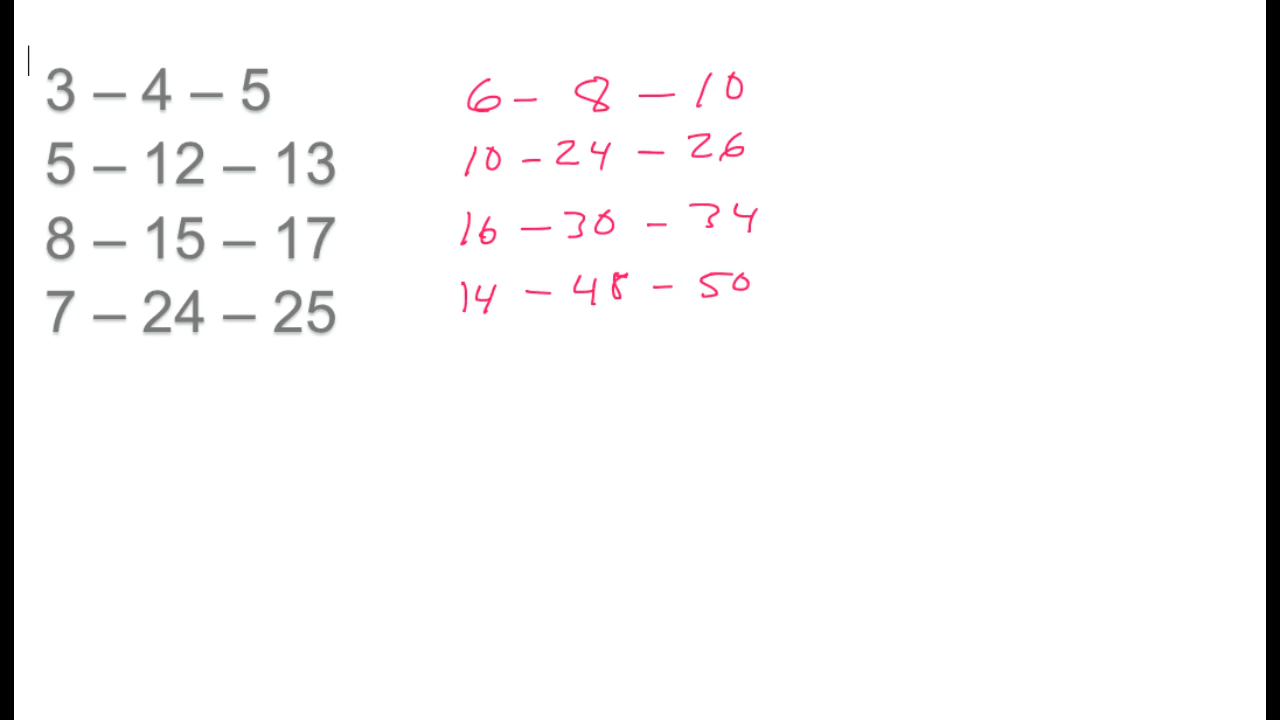 3 – 4 – 5
6 – 8 – 10
5 – 12 – 13
10 – 24 – 26
8 – 15 – 17
16 – 30 – 34
7 – 24 – 25
14 – 48 – 50